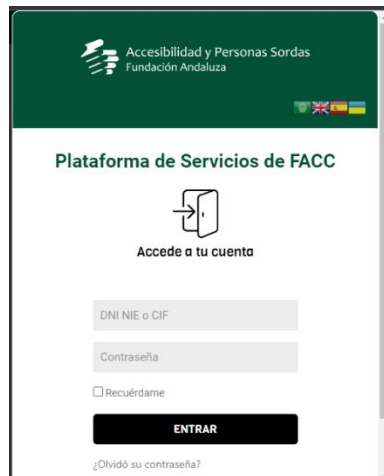 Accesibilidad y Personas Sordas
Fundación Andaluza
Plataforma de Servicios de FACC
Accede a tu cuenta
DNI NIE o CIF
Contraseña
Recuérdame
ENTRAR
¿Olvidó su contraseña?